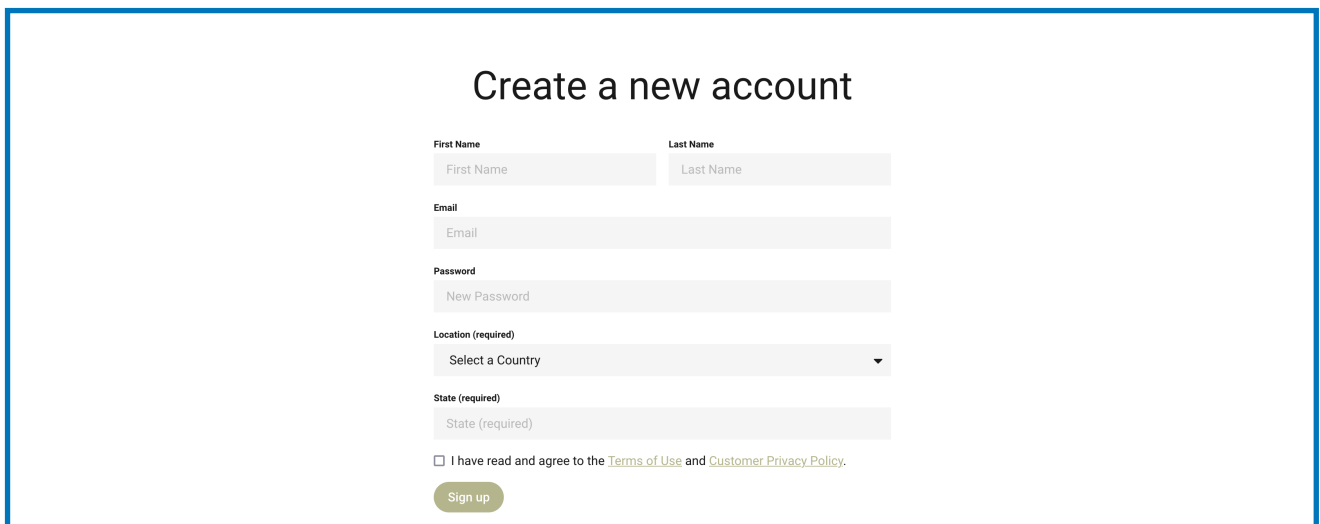 Create a new account
First Name
Last Name
First Name
Last Name
Email
Email
Password
New Password
Location (required)
Select a Country
State (required)
State (required)
I have read and agree to the Terms of Use and Customer Privacy Policy.
Sign up